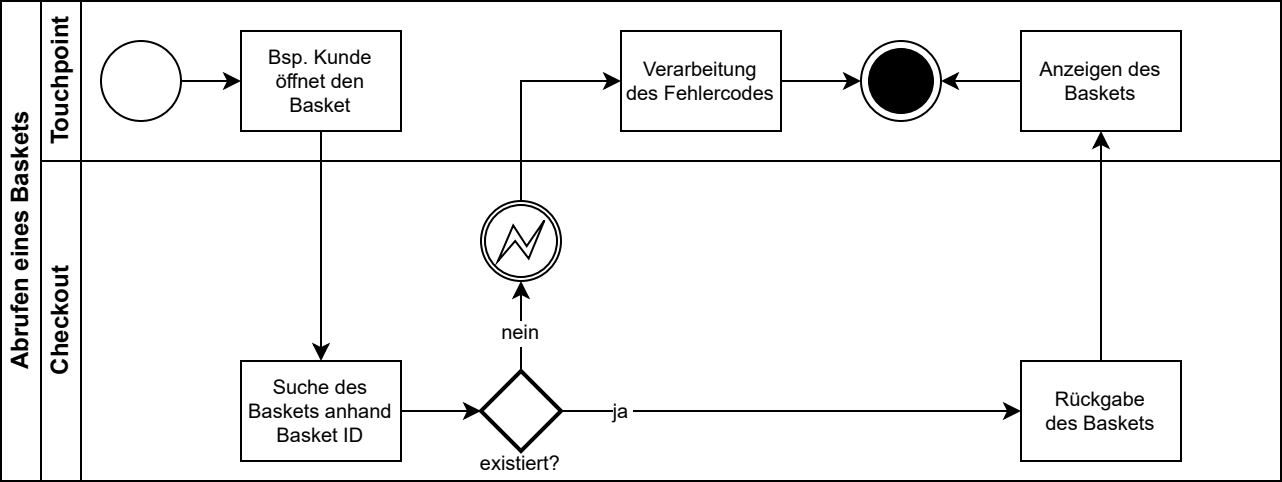 Abrufen eines Baskets
Touchpoint
Bsp. Kunde
öffnet den
Basket
Verarbeitung
des Fehlercodes
Anzeigen des
Baskets
Checkout
nein
Suche des
Baskets anhand
Basket ID
existiert?
ja
Rückgabe
des Baskets